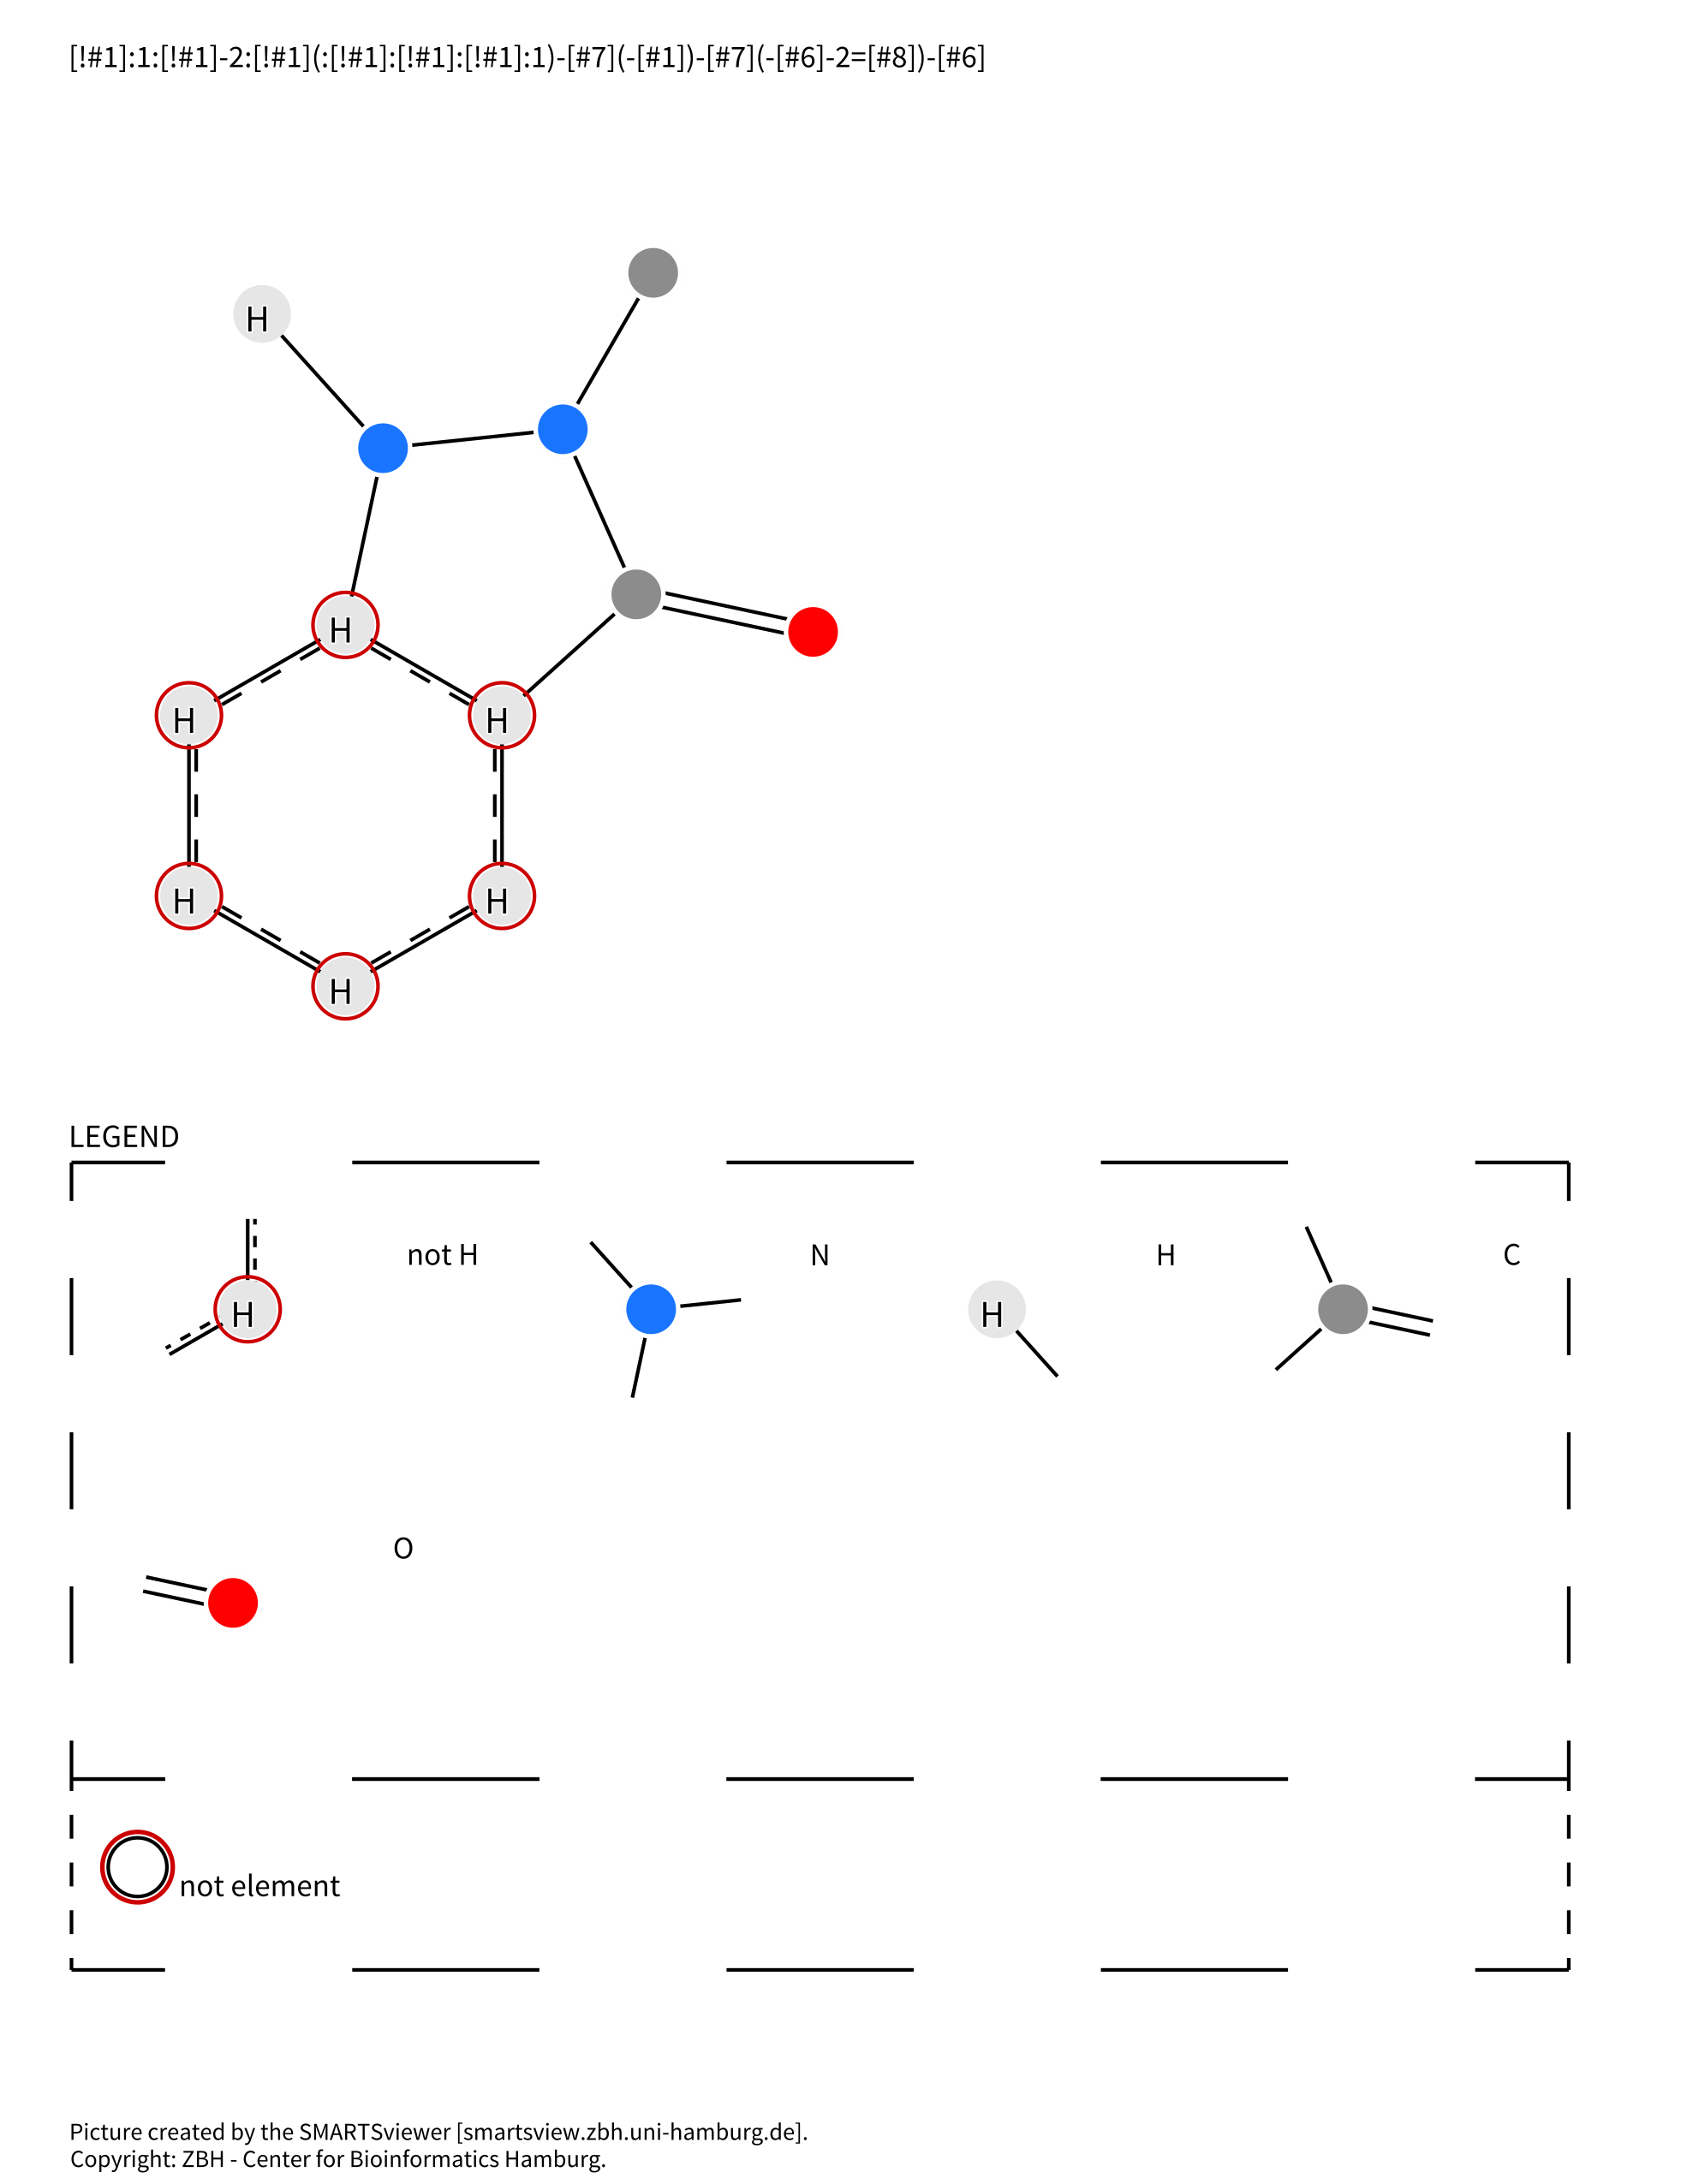 [!#1]:1:[!#1]-2:[!#1](:[!#1]:[!#1]:[!#1]:1)-[#7](-[#1])-[#7](-[#6]-2=[#8])-[#6]
H
H
H
H
H
H
H
LEGEND
H
not H
N
H
H
C
O
not element
Picture created by the SMARTSviewer [smartsview.zbh.uni-hamburg.de].
Copyright: ZBH - Center for Bioinformatics Hamburg.